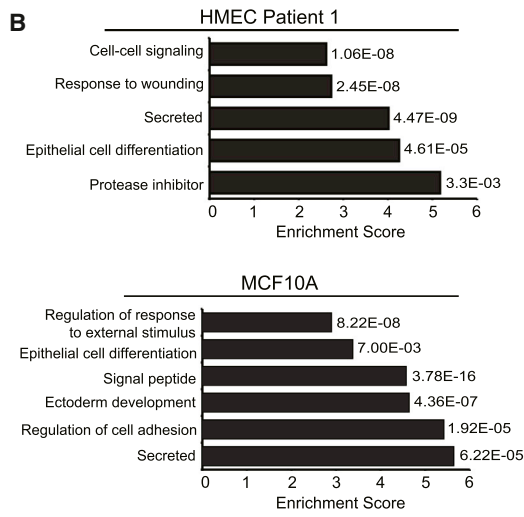 B
HMEC Patient 1
Cell-cell signaling 1.06E-08
Response to wounding 2.45E-08
Secreted 4.47E-09
Epithelial cell differentiation 4.61E-05
Protease inhibitor 3.3E-03
0 1 2 3 4 5 6
Enrichment Score
MCF10A
Regulation of response
to external stimulus 8.22E-08
Epithelial cell differentiation 7.00E-03
Signal peptide 3.78E-16
Ectoderm development 4.36E-07
Regulation of cell adhesion 1.92E-05
Secreted 6.22E-05
0 1 2 3 4 5 6
Enrichment Score